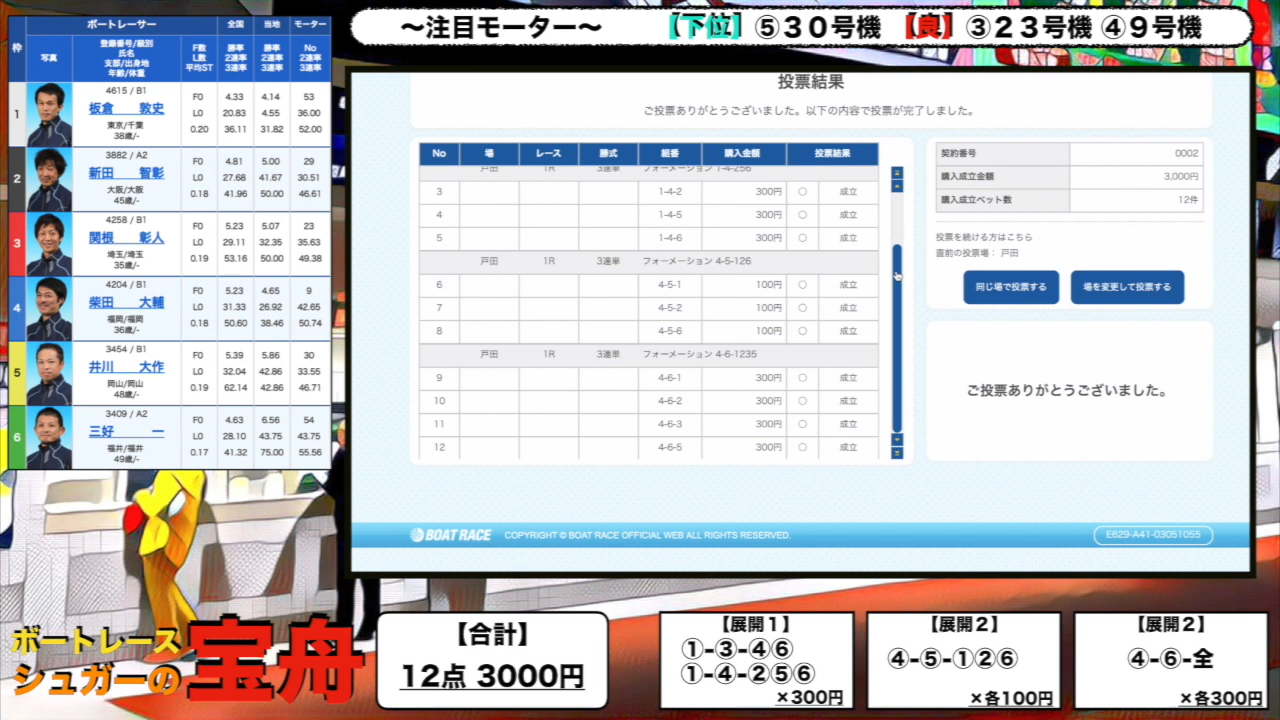 ～注目モーター～ 【下位】⑤３０号機 【良】③２３号機 ④９号機
枠 ボートレーサー 全国 当地 モーター
写真 登録番号/級別 氏名 支部/出身地 年齢/体重 F数 L数 平均ST 勝率 2連率 3連率 勝率 2連率 3連率 No 2連率 3連率
1
4615 / B1
板倉 敦史
東京/千葉
38歳/-
F0 4.33 4.14 53
L0 20.83 4.55 36.00
0.20 36.11 31.82 52.00
2
3882 / A2
新田 智彰
大阪/大阪
45歳/-
F0 4.81 5.00 29
L0 27.68 41.67 30.51
0.18 41.96 50.00 46.61
3
4258 / B1
関根 彰人
埼玉/埼玉
35歳/-
F0 5.23 5.07 23
L0 29.11 32.35 35.63
0.19 53.16 50.00 49.38
4
4204 / B1
柴田 大輔
福岡/福岡
36歳/-
F0 5.23 4.65 9
L0 31.33 26.92 42.65
0.18 50.60 38.46 50.74
5
3454 / B1
井川 大作
岡山/岡山
48歳/-
F0 5.39 5.86 30
L0 32.04 42.86 33.55
0.19 62.14 42.86 46.71
6
3409 / A2
三好 一
福井/福井
49歳/-
F0 4.63 6.56 54
L0 28.10 43.75 43.75
0.17 41.32 75.00 55.56
投票結果
ご投票ありがとうございました。以下の内容で投票が完了しました。
No 場 レース 勝式 組番 購入金額 投票結果
戸田 1R 3連単 フォーメーション 1-4-256
3 1-4-2 300円 ○ 成立
4 1-4-5 300円 ○ 成立
5 1-4-6 300円 ○ 成立
戸田 1R 3連単 フォーメーション 4-5-126
6 4-5-1 100円 ○ 成立
7 4-5-2 100円 ○ 成立
8 4-5-6 100円 ○ 成立
戸田 1R 3連単 フォーメーション 4-6-1235
9 4-6-1 300円 ○ 成立
10 4-6-2 300円 ○ 成立
11 4-6-3 300円 ○ 成立
12 4-6-5 300円 ○ 成立
契約番号 0002
購入成立金額 3,000円
購入成立ベット数 12件
投票を続ける方はこちら
直前の投票場： 戸田
同じ場で投票する 場を変更して投票する
ご投票ありがとうございました。
BOAT RACE COPYRIGHT © BOAT RACE OFFICIAL WEB ALL RIGHTS RESERVED. E629-A41-03051055
ボートレース
シュガーの
宝舟
【合計】
12点 3000円
【展開１】
①-③-④⑥
①-④-②⑤⑥
×300円
【展開２】
④-⑤-①②⑥
×各100円
【展開２】
④-⑥-全
×各300円